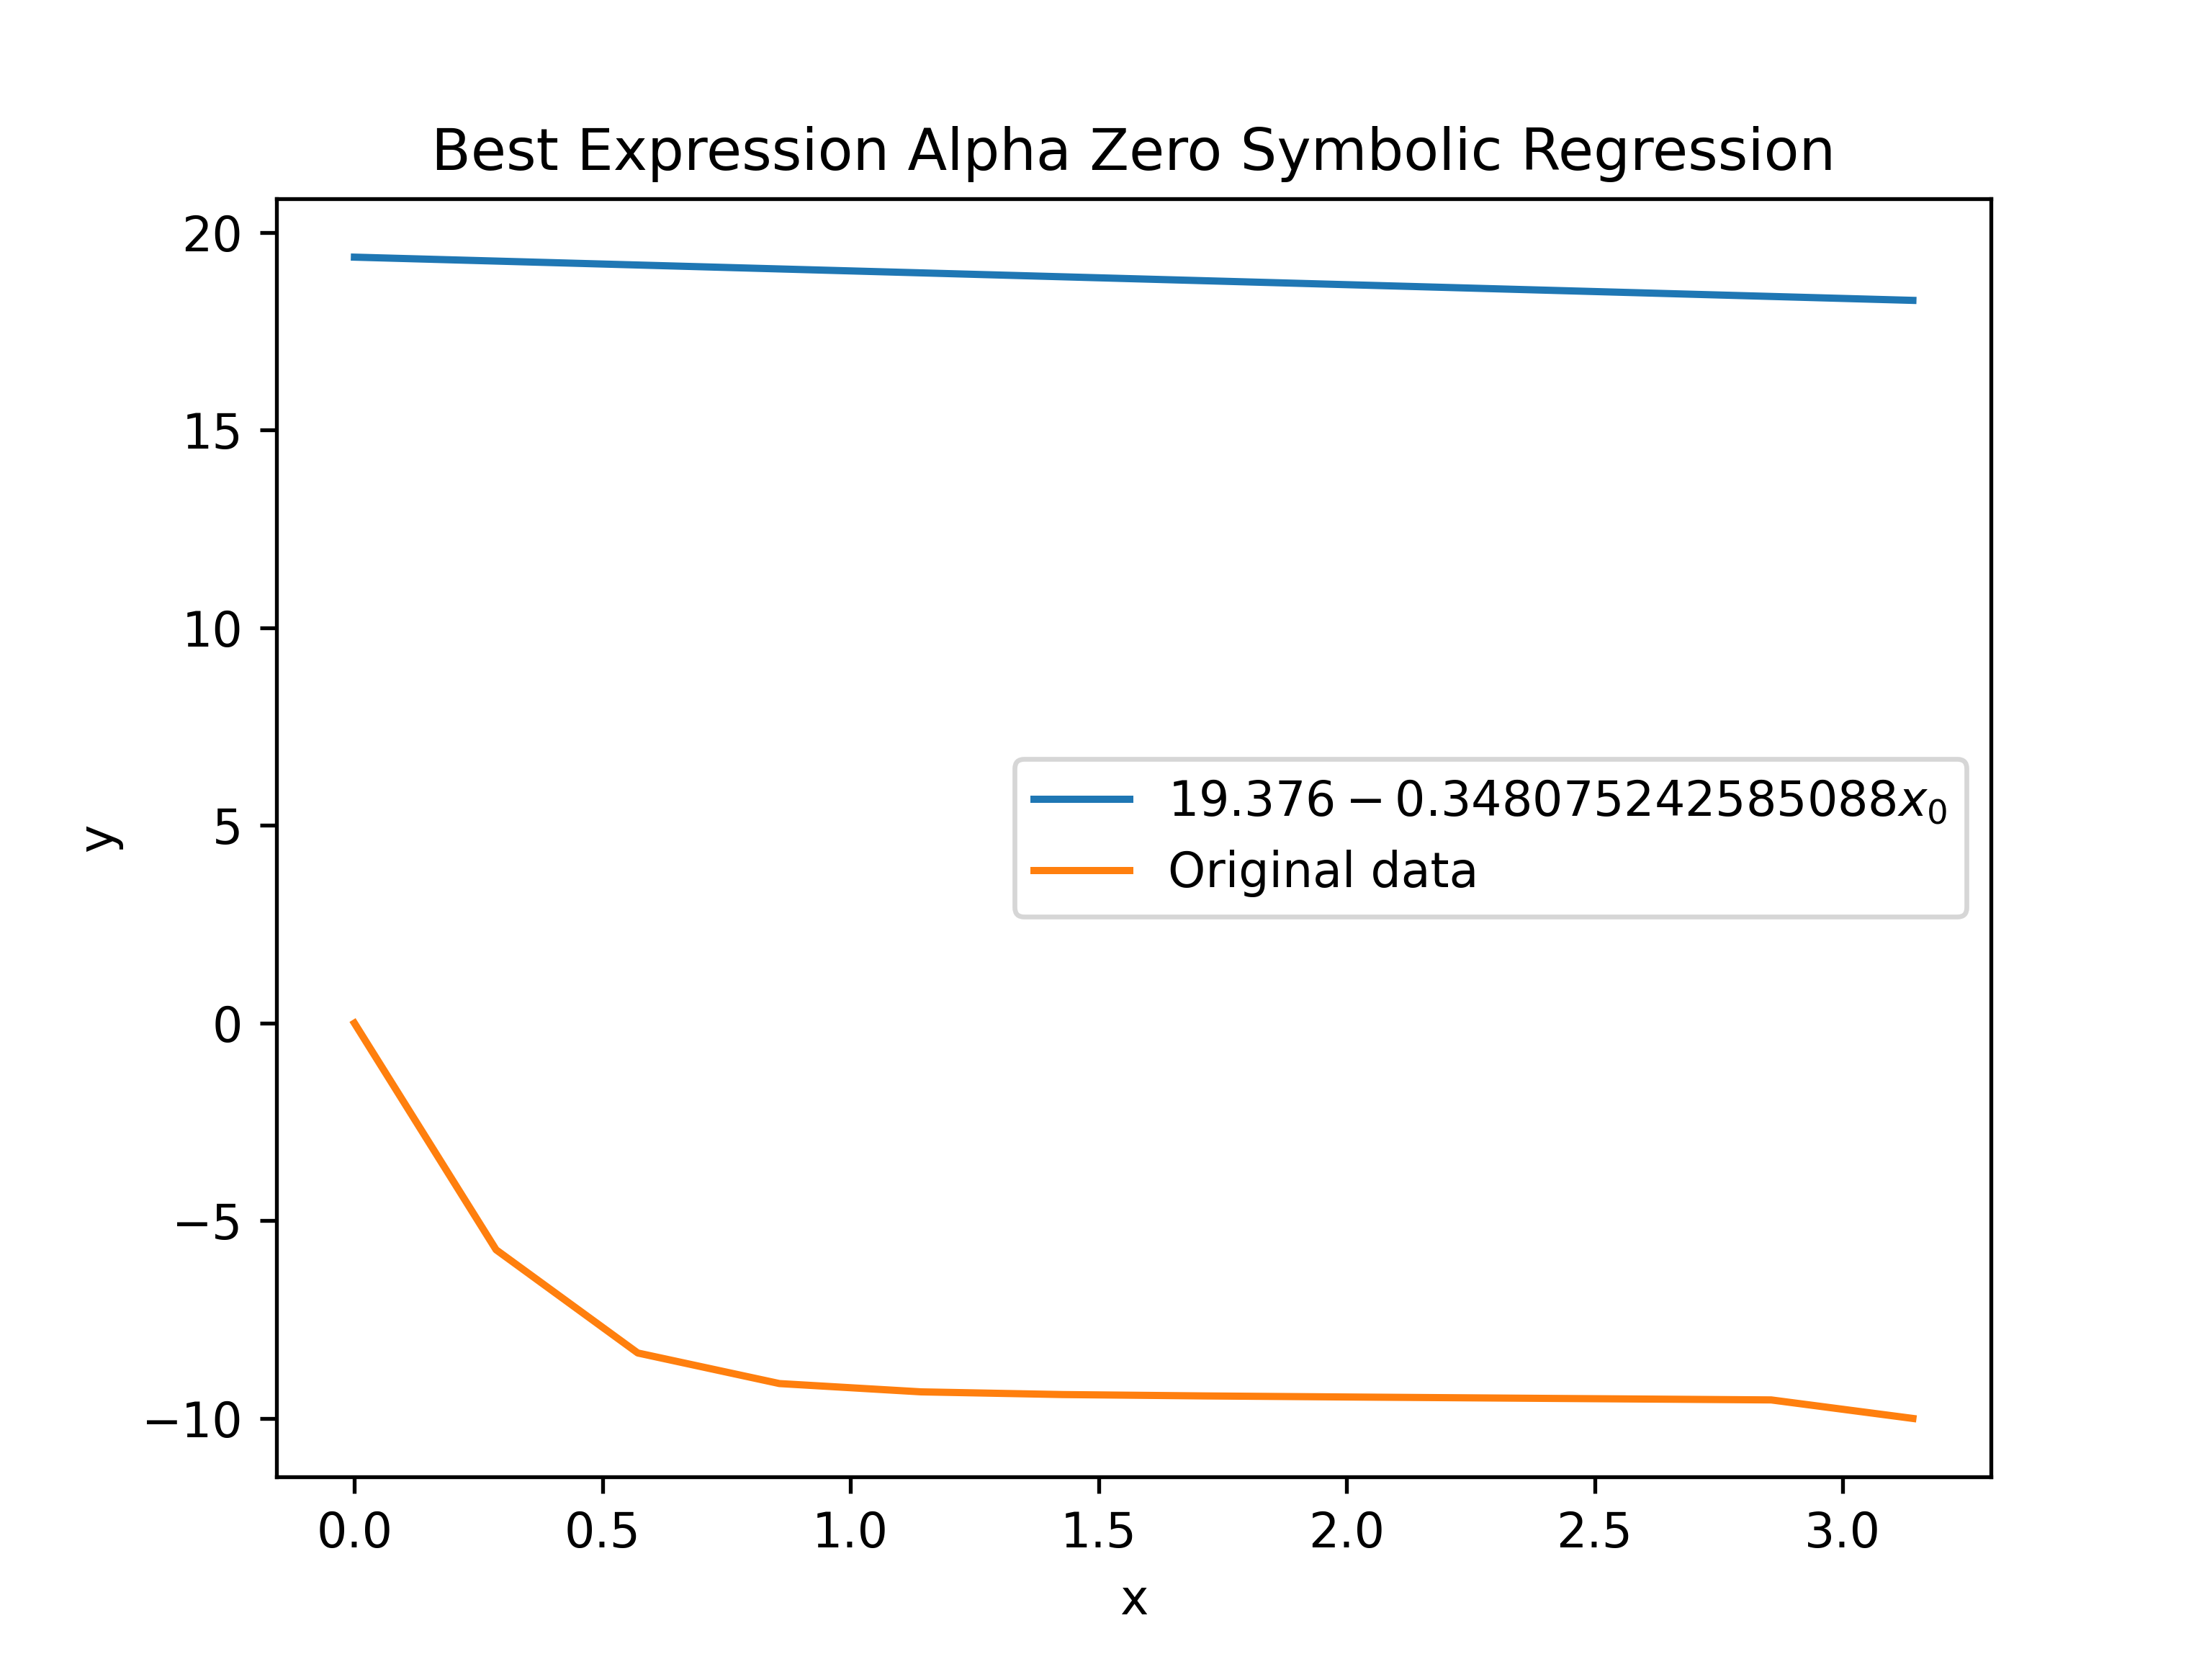 Best Expression Alpha Zero Symbolic Regression
20
15
10
5
0
−5
−10
y
19.376 − 0.348075242585088x₀
Original data
0.0 0.5 1.0 1.5 2.0 2.5 3.0
x